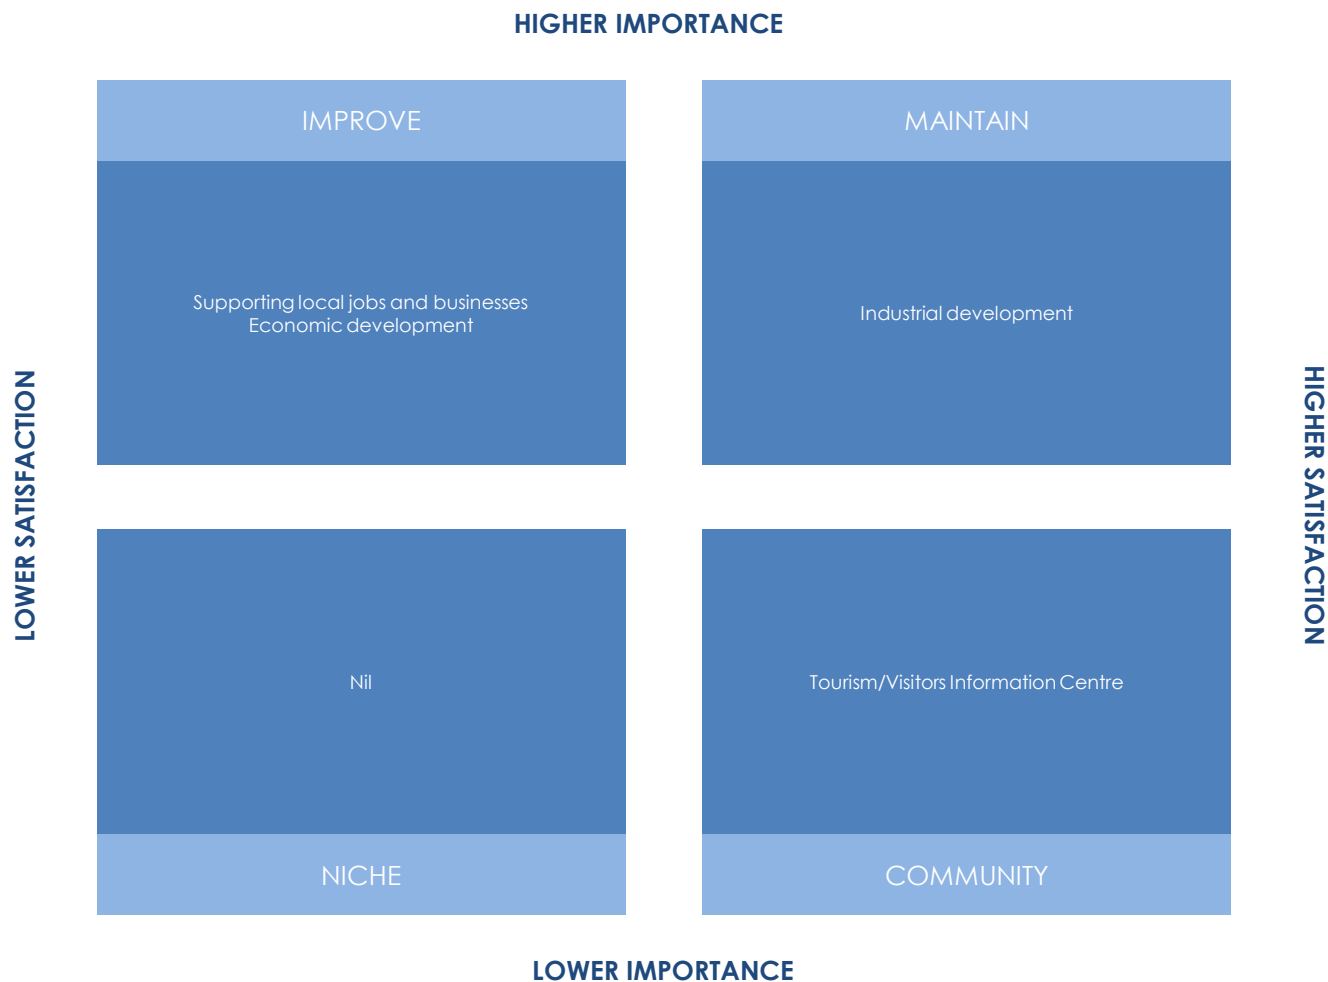 HIGHER IMPORTANCE
IMPROVE
MAINTAIN
Supporting local jobs and businesses
Economic development
Industrial development
LOWER SATISFACTION
HIGHER SATISFACTION
Nil
Tourism/Visitors Information Centre
NICHE
COMMUNITY
LOWER IMPORTANCE